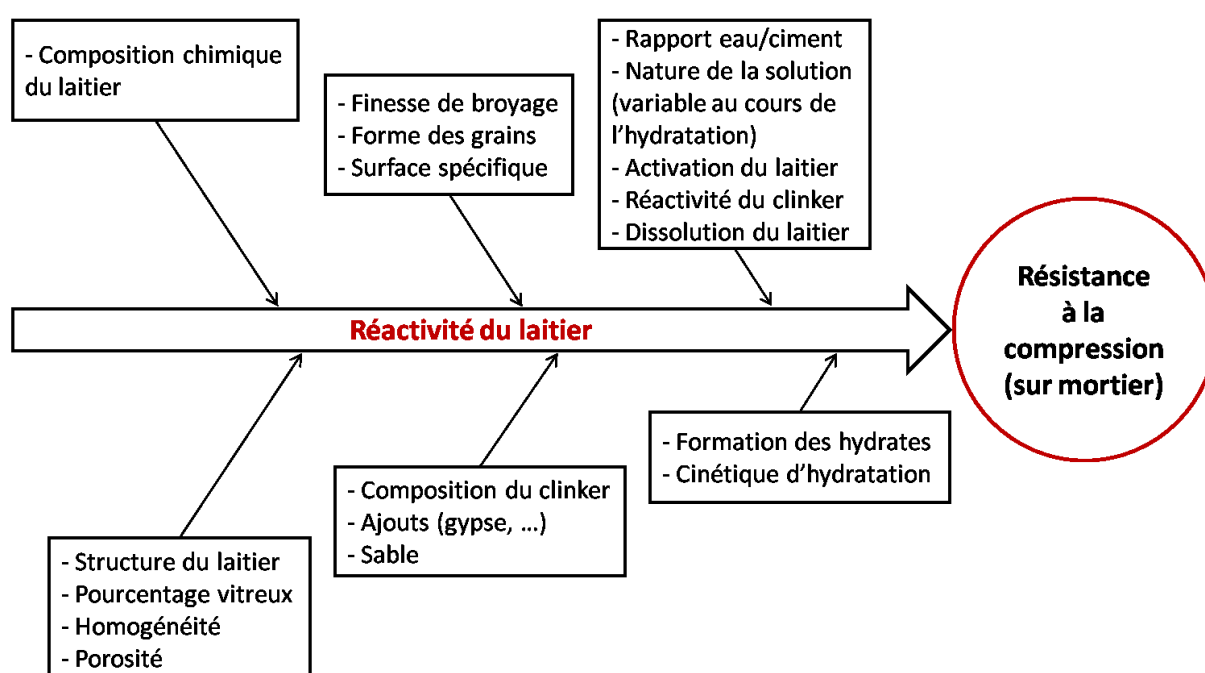 - Composition chimique
du laitier
- Finesse de broyage
- Forme des grains
- Surface spécifique
- Rapport eau/ciment
- Nature de la solution
(variable au cours de
l'hydratation)
- Activation du laitier
- Réactivité du clinker
- Dissolution du laitier
Réactivité du laitier
Résistance
à la
compression
(sur mortier)
- Structure du laitier
- Pourcentage vitreux
- Homogénéité
- Porosité
- Composition du clinker
- Ajouts (gypse, ...)
- Sable
- Formation des hydrates
- Cinétique d'hydratation